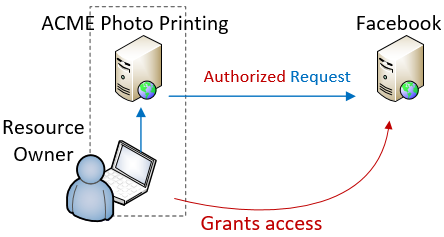 ACME Photo Printing
Facebook
Authorized Request
Resource
Owner
Grants access